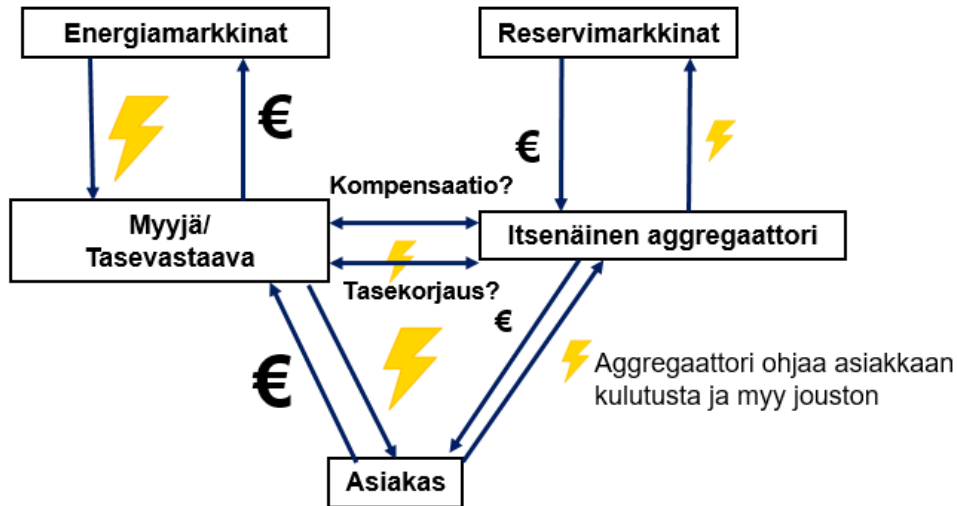 Energiamarkkinat
Reservimarkkinat
€
€
Kompensaatio?
Myyjä/
Tasevastaava
Itsenäinen aggregaattori
Tasekorjaus?
€
€
Aggregaattori ohjaa asiakkaan
kulutusta ja myy jouston
Asiakas